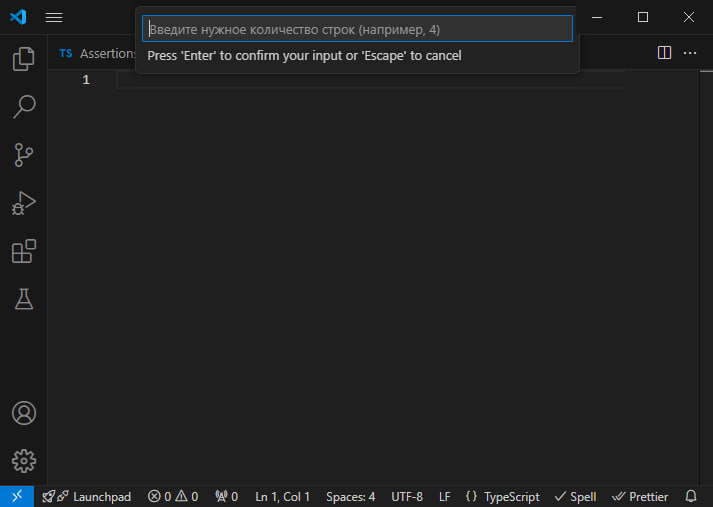 Введите нужное количество строк (например, 4)
Press 'Enter' to confirm your input or 'Escape' to cancel
TS Assertion
1
Launchpad 0 0 0 Ln 1, Col 1 Spaces: 4 UTF-8 LF {} TypeScript Spell Prettier